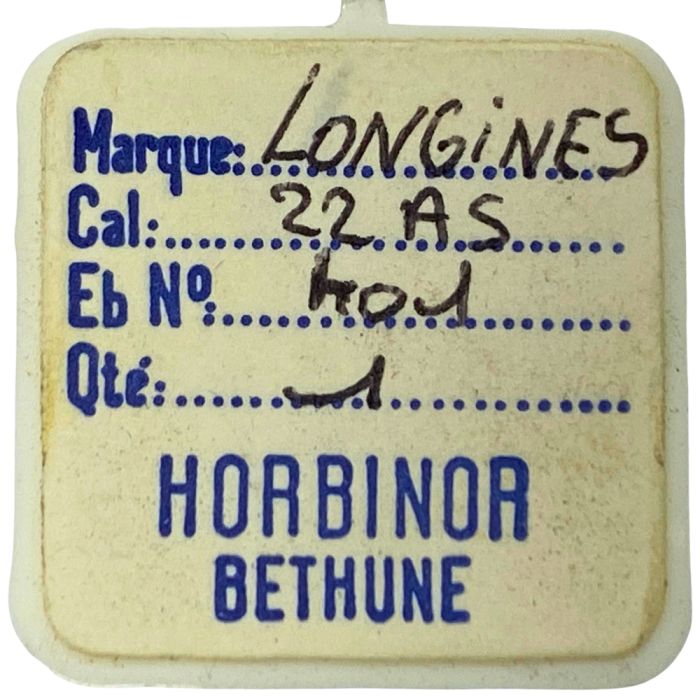 Marque: LONGINES
Cal: 22 AS
Eb Nº: 401
Qté: 1
HORBINOR
BETHUNE